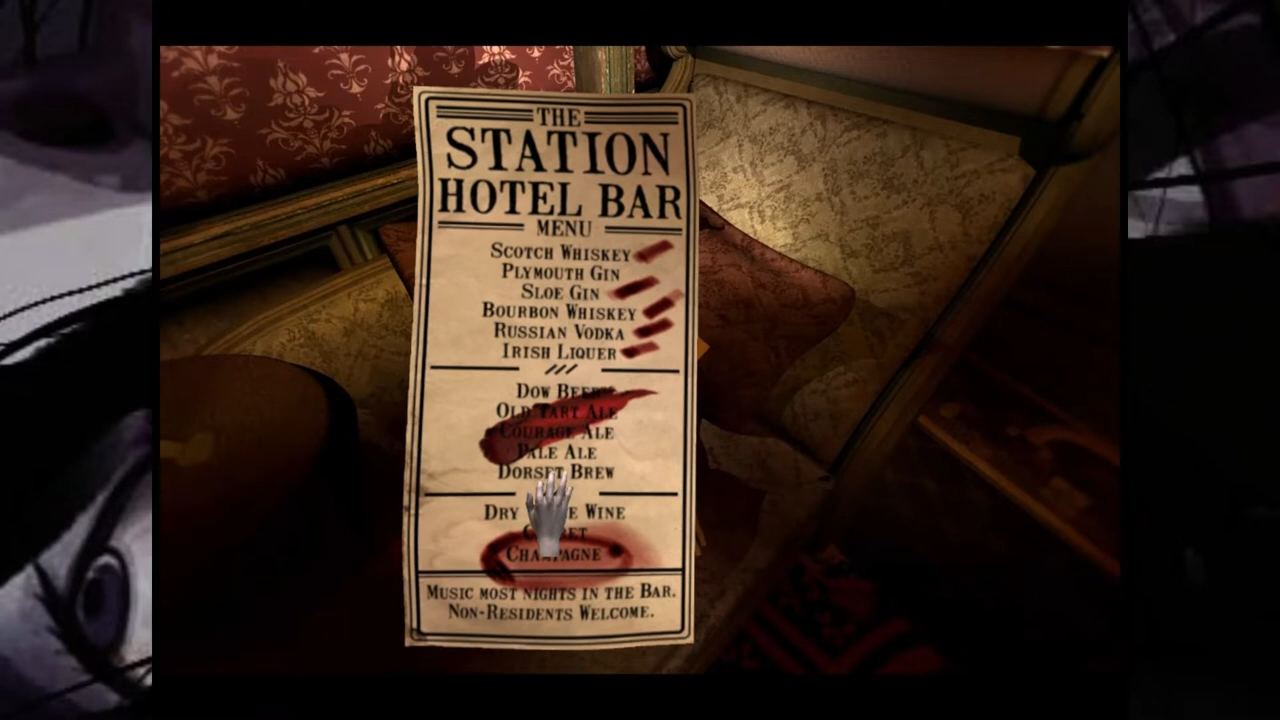 THE
STATION
HOTEL BAR
MENU
SCOTCH WHISKEY
PLYMOUTH GIN
SLOE GIN
BOURBON WHISKEY
RUSSIAN VODKA
IRISH LIQUER
DOW BEER
OLD TART ALE
COURAGE ALE
PALE ALE
DORSET BREW
DRY WINE
CHAMPAGNE
MUSIC MOST NIGHTS IN THE BAR.
NON-RESIDENTS WELCOME.